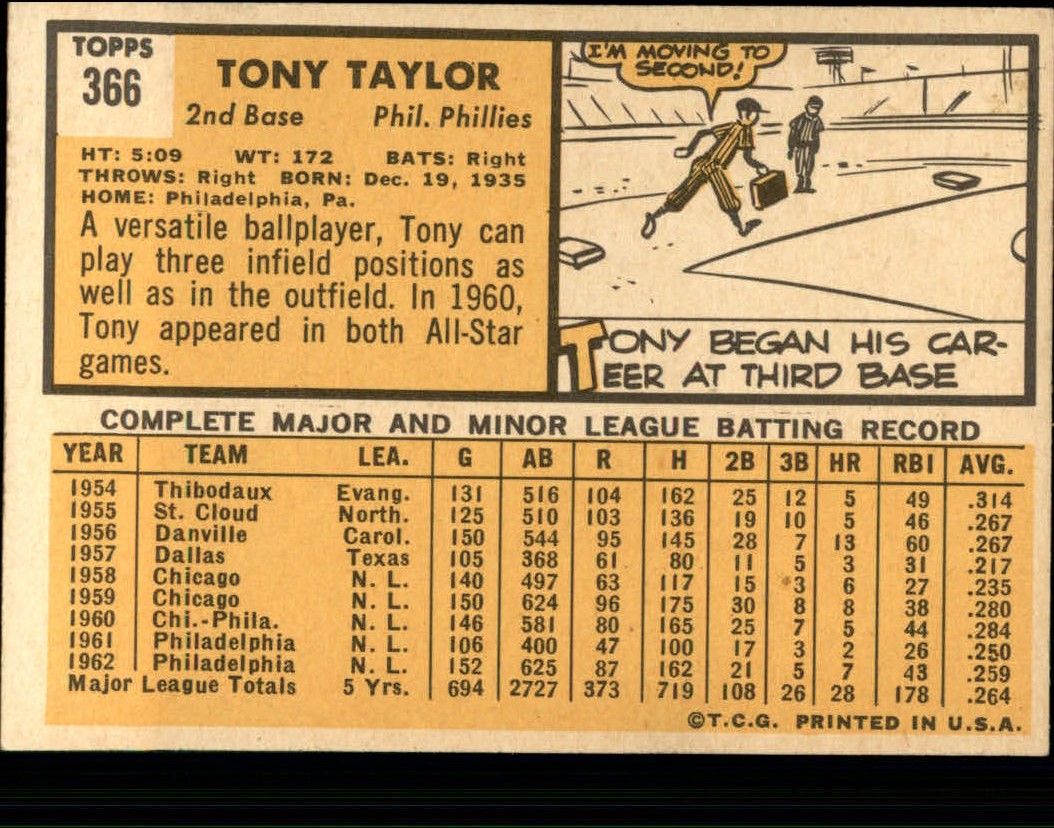 TOPPS
366
TONY TAYLOR
2nd Base Phil. Phillies
HT: 5:09 WT: 172 BATS: Right
THROWS: Right BORN: Dec. 19, 1935
HOME: Philadelphia, Pa.
A versatile ballplayer, Tony can
play three infield positions as
well as in the outfield. In 1960,
Tony appeared in both All-Star
games.
I'M MOVING TO
SECOND!
TONY BEGAN HIS CAR-
EER AT THIRD BASE
COMPLETE MAJOR AND MINOR LEAGUE BATTING RECORD
YEAR TEAM LEA. G AB R H 2B 3B HR RBI AVG.
1954 Thibodaux Evang. 131 516 104 162 25 12 5 49 .314
1955 St. Cloud North. 125 510 103 136 19 10 5 46 .267
1956 Danville Carol. 150 544 95 145 28 7 13 60 .267
1957 Dallas Texas 105 368 61 80 11 5 3 31 .217
1958 Chicago N. L. 140 497 63 117 15 3 6 27 .235
1959 Chicago N. L. 150 624 96 175 30 8 8 38 .280
1960 Chi.-Phila. N. L. 146 581 80 165 25 7 5 44 .284
1961 Philadelphia N. L. 106 400 47 100 17 3 2 26 .250
1962 Philadelphia N. L. 152 625 87 162 21 5 7 43 .259
Major League Totals 5 Yrs. 694 2727 373 719 108 26 28 178 .264
©T.C.G. PRINTED IN U.S.A.